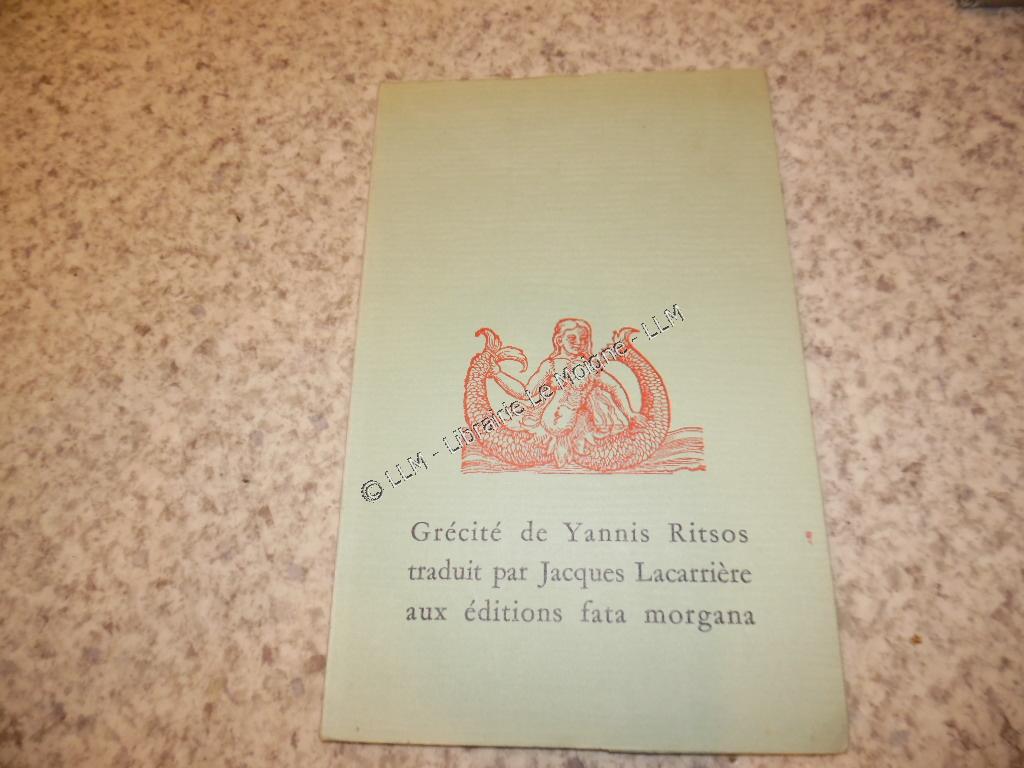 © LLM - Librairie Le Moigne - LLM
Grécité de Yannis Ritsos
traduit par Jacques Lacarrière
aux éditions fata morgana